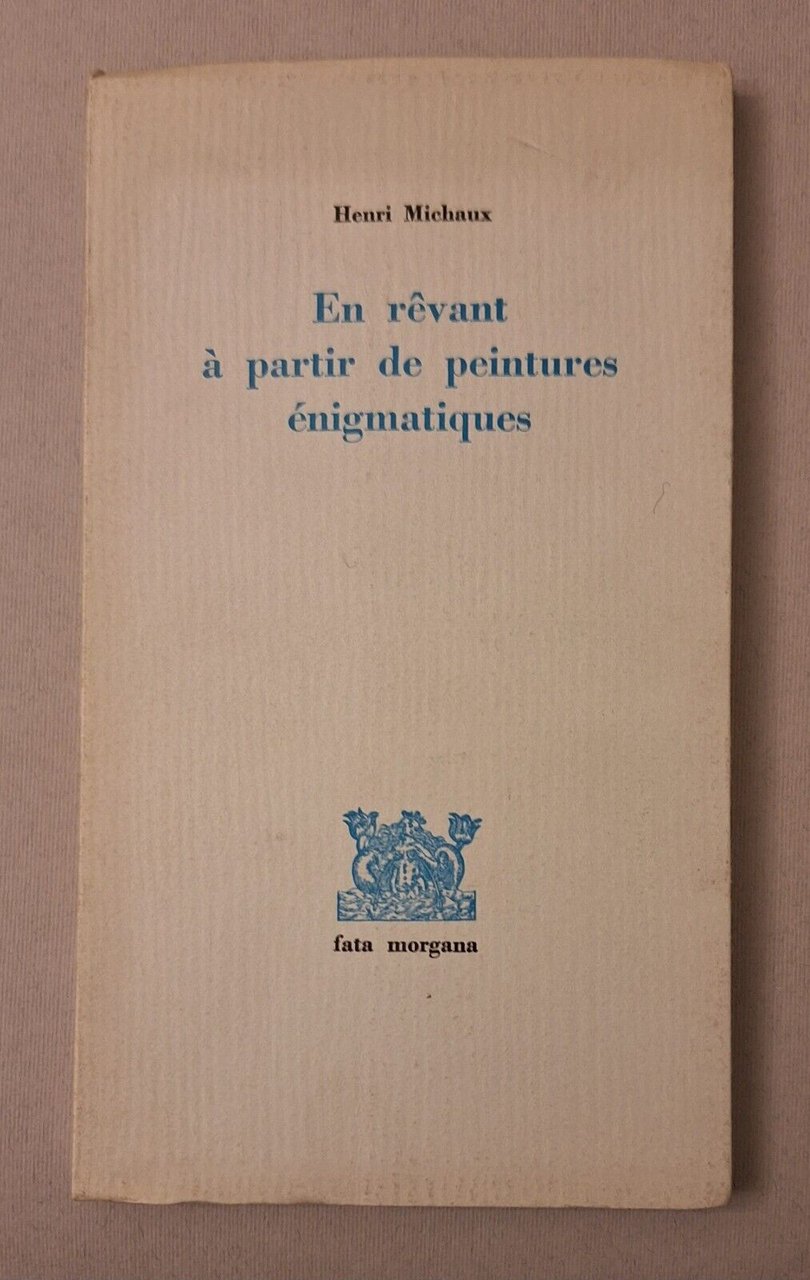 Henri Michaux
En rêvant
à partir de peintures
énigmatiques
fata morgana